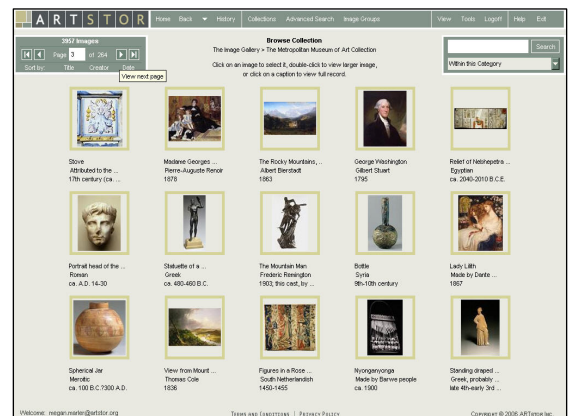 ARTSTOR
Home Back History Collections Advanced Search Image Groups View Tools Logoff Help Exit
3957 Images
Page 3 of 264
Sort by: Title Creator Date
View next page
Browse Collection
The Image Gallery » The Metropolitan Museum of Art Collection
Click on an image to select it, double-click to view larger image,
or click on a caption to view full record.
Search
Within this Category
Stove
Attributed to the ...
17th century (ca. ...
Madame Georges ...
Pierre-Auguste Renoir
1878
The Rocky Mountains, ..
Albert Bierstadt
1863
George Washington
Gilbert Stuart
1795
Relief of Nebhepetra ...
Egyptian
ca. 2040-2010 B.C.E.
Portrait head of the ...
Roman
ca. A.D. 14-30
Statuette of a ...
Greek
ca. 480-460 B.C.
The Mountain Man
Frederic Remington
1903; this cast, by ...
Bottle
Syria
9th-10th century
Lady Lilith
Made by Dante ...
1867
Spherical Jar
Meroitic
ca. 100 B.C.?300 A.D.
View from Mount ...
Thomas Cole
1836
Figures in a Rose ...
South Netherlandish
1450-1455
Nyonganyonga
Made by Barwe people
ca. 1900
Standing draped ...
Greek, probably ...
late 4th-early 3rd ...
Welcome: megan.marler@artstor.org
TERMS AND CONDITIONS | PRIVACY POLICY
COPYRIGHT © 2006 ARTSTOR INC.